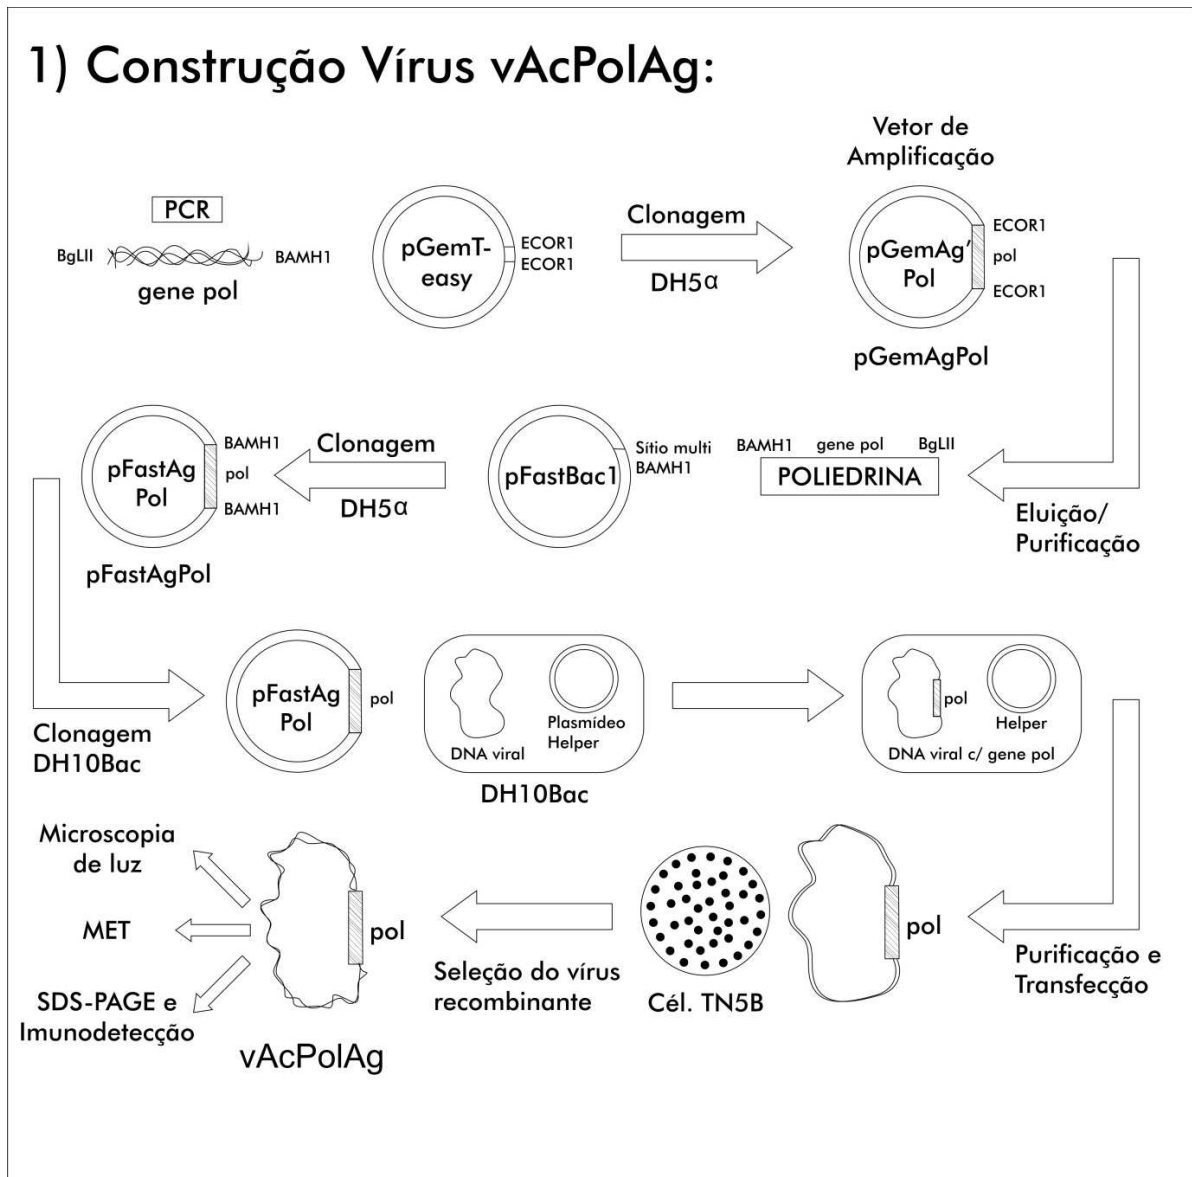 1) Construção Vírus vAcPolAg:
Vetor de
Amplificação
PCR
BgLII
BAMH1
gene pol
pGemT-
easy
ECOR1
ECOR1
Clonagem
DH5α
pGemAg'
Pol
ECOR1
pol
ECOR1
pGemAgPol
pFastAg
Pol
BAMH1
pol
BAMH1
pFastAgPol
Clonagem
DH5α
pFastBac1
Sítio multi
BAMH1
BAMH1
gene pol
BgLII
POLIEDRINA
Eluição/
Purificação
Clonagem
DH10Bac
pFastAg
Pol
pol
DNA viral
Plasmídeo
Helper
DH10Bac
pol
Helper
DNA viral c/ gene pol
Microscopia
de luz
MET
SDS-PAGE e
Imunodetecção
pol
vAcPolAg
Seleção do vírus
recombinante
Cél. TN5B
pol
Purificação e
Transfecção